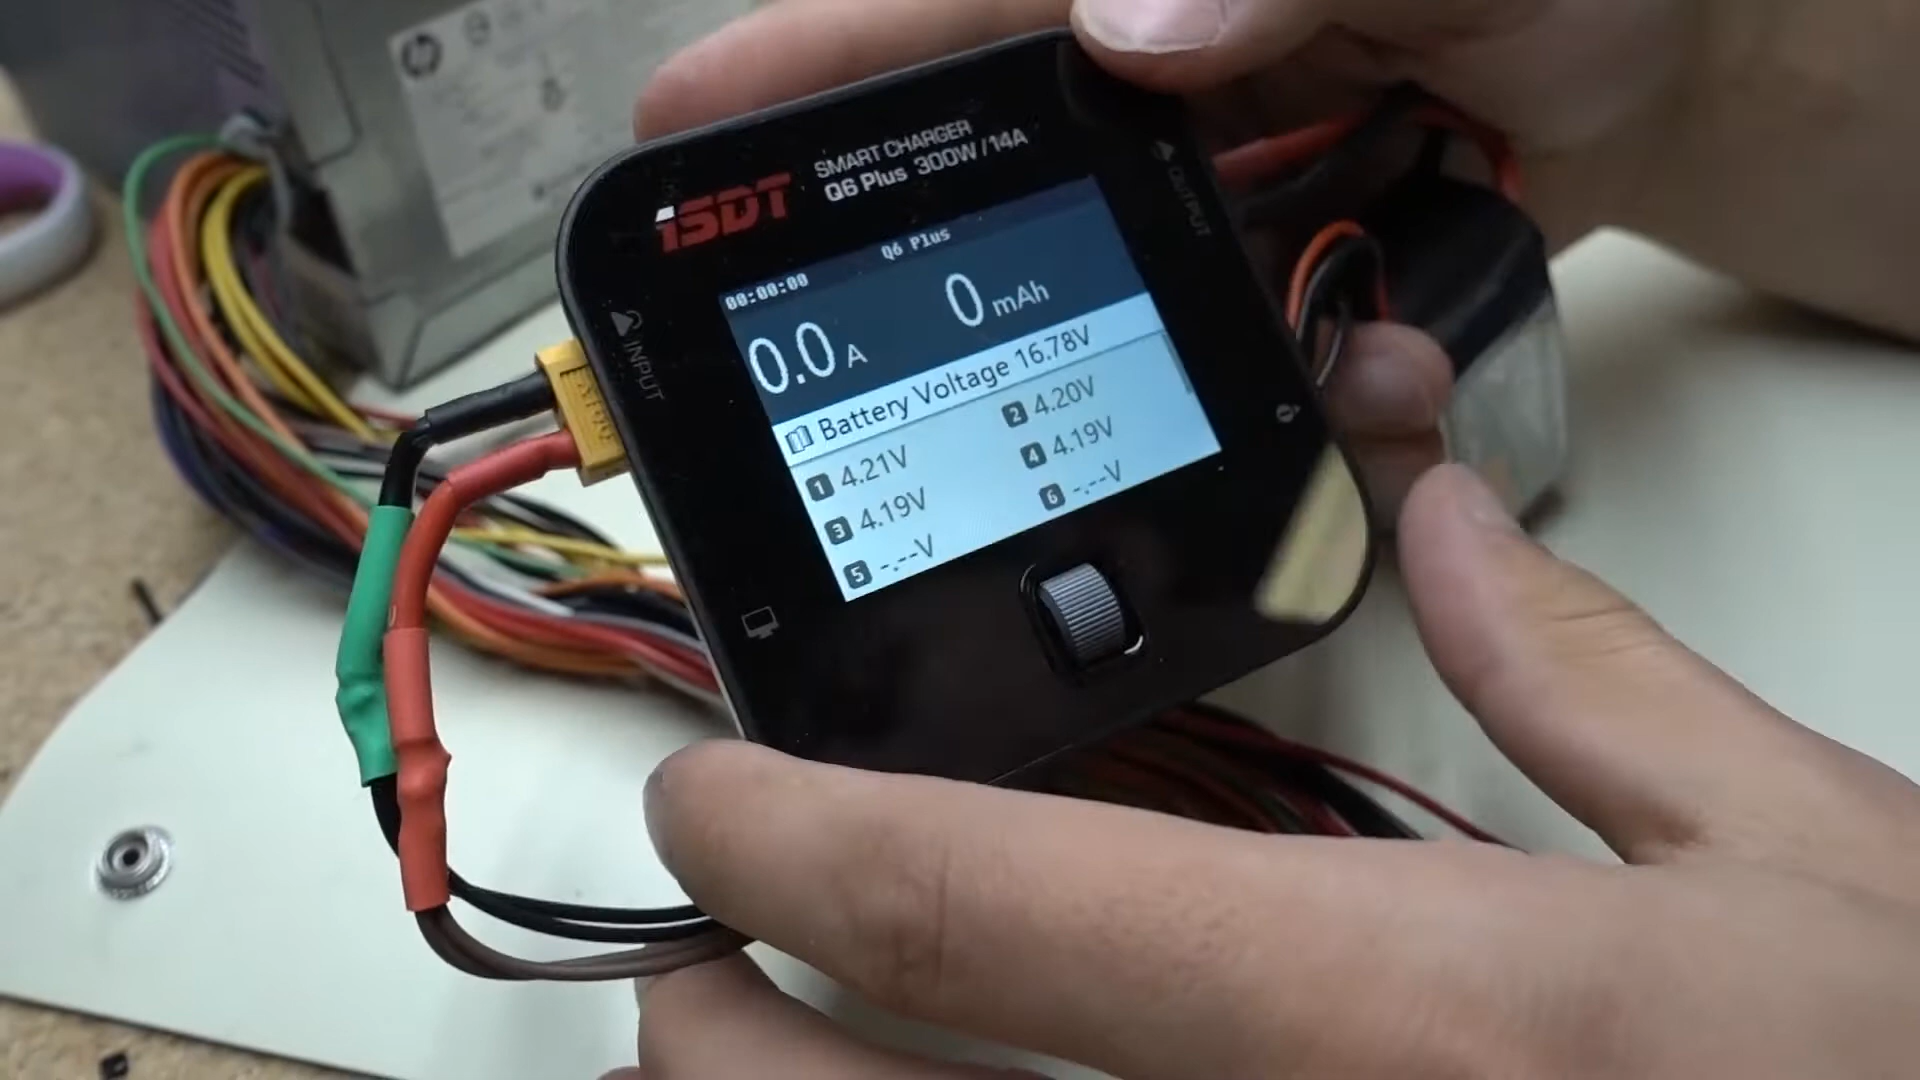 hp
SMART CHARGER
iSDT Q6 Plus 300W/14A
OUTPUT
INPUT
Q6 Plus
00:00:00
0.0 A 0 mAh
Battery Voltage 16.78V
1 4.21V 2 4.20V
3 4.19V 4 4.19V
5 -.--V 6 -.--V